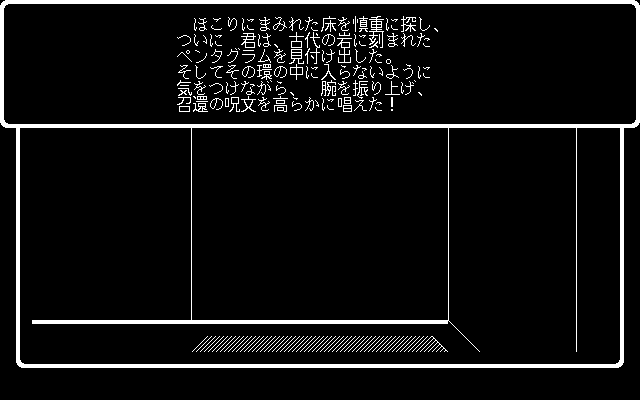 ほこりにまみれた床を慎重に探し、
ついに　君は、古代の岩に刻まれた
ペンタグラムを見付け出した。
そしてその環の中に入らないように
気をつけながら、　腕を振り上げ、
召還の呪文を高らかに唱えた！